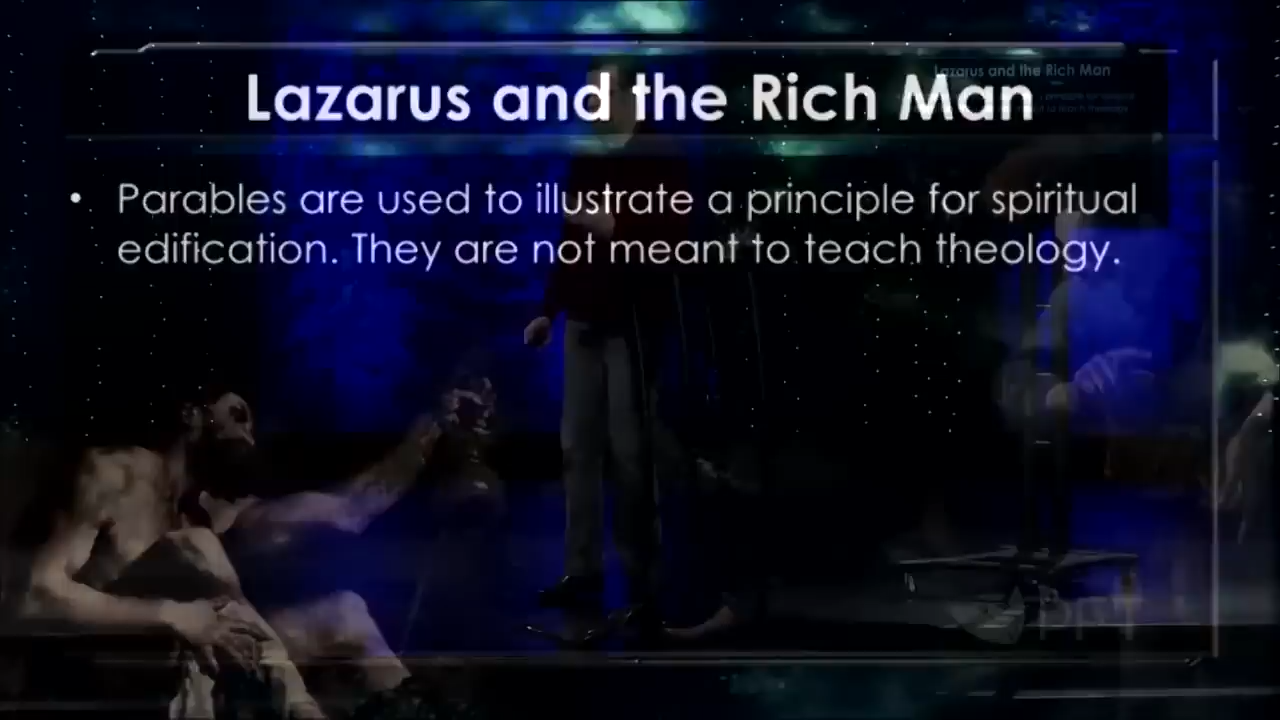 Lazarus and the Rich Man
• Parables are used to illustrate a principle for spiritual
edification. They are not meant to teach theology.
Lazarus and the Rich Man